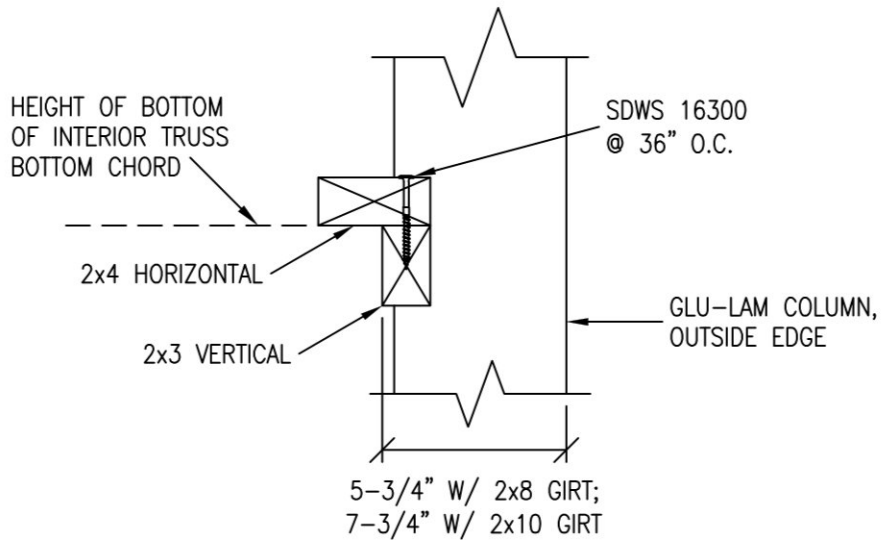 HEIGHT OF BOTTOM
OF INTERIOR TRUSS
BOTTOM CHORD
SDWS 16300
@ 36" O.C.
2x4 HORIZONTAL
2x3 VERTICAL
GLU-LAM COLUMN,
OUTSIDE EDGE
5-3/4" W/ 2x8 GIRT;
7-3/4" W/ 2x10 GIRT